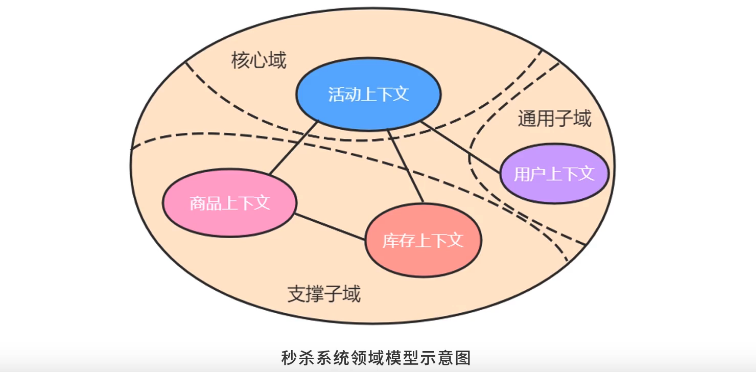 核心域
活动上下文
通用子域
用户上下文
商品上下文
库存上下文
支撑子域
秒杀系统领域模型示意图